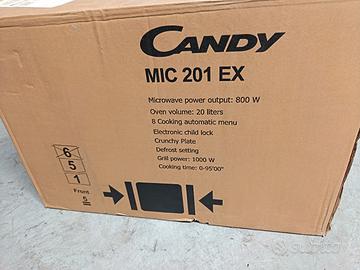 CANDY
MIC 201 EX
Microwave power output: 800 W
Oven volume: 20 liters
8 Cooking automatic menu
Electronic child lock
Crunchy Plate
Defrost setting
Grill power: 1000 W
Cooking time: 0-95'00"
6
5
1
Front
5